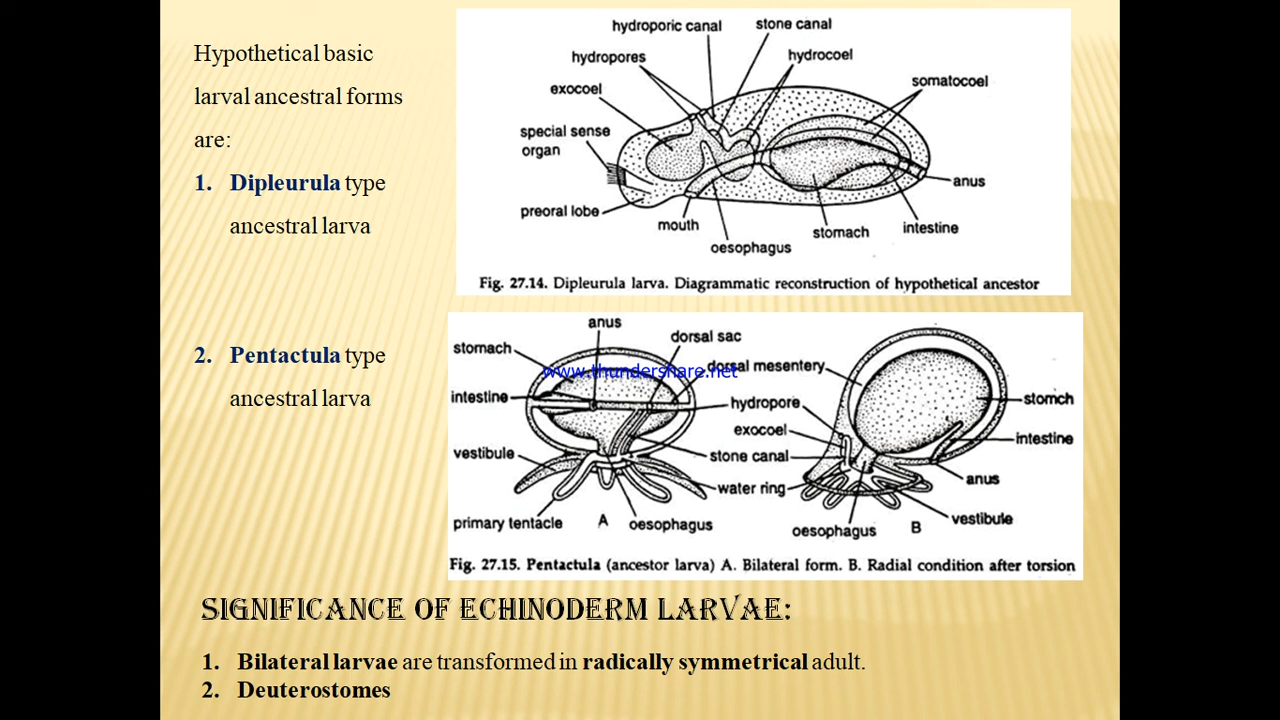 Hypothetical basic
larval ancestral forms
are:
1. Dipleurula type
ancestral larva
2. Pentactula type
ancestral larva
hydroporic canal
stone canal
hydropores
hydrocoel
exocoel
somatocoel
special sense
organ
anus
preoral lobe
mouth
oesophagus
stomach
intestine
Fig. 27.14. Dipleurula larva. Diagrammatic reconstruction of hypothetical ancestor
anus
dorsal sac
stomach
www.thundershare.net
dorsal mesentery
intestine
hydropore
stomch
exocoel
intestine
vestibule
stone canal
anus
water ring
vestibule
primary tentacle
A
oesophagus
oesophagus
B
Fig. 27.15. Pentactula (ancestor larva) A. Bilateral form. B. Radial condition after torsion
SIGNIFICANCE OF ECHINODERM LARVAE:
1. Bilateral larvae are transformed in radically symmetrical adult.
2. Deuterostomes